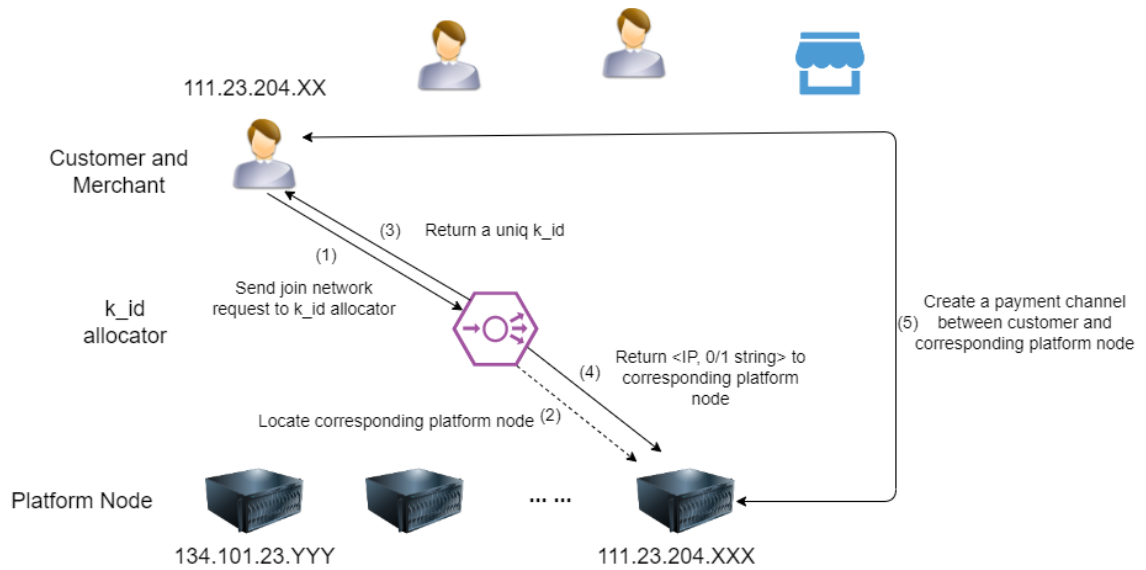 111.23.204.XX
Customer and
Merchant
(3) Return a uniq k_id
(1)
Send join network
request to k_id allocator
k_id
allocator
Create a payment channel
(5) between customer and
corresponding platform node
(4) Return <IP, 0/1 string> to
corresponding platform
node
Locate corresponding platform node (2)
Platform Node
... ...
134.101.23.YYY
111.23.204.XXX